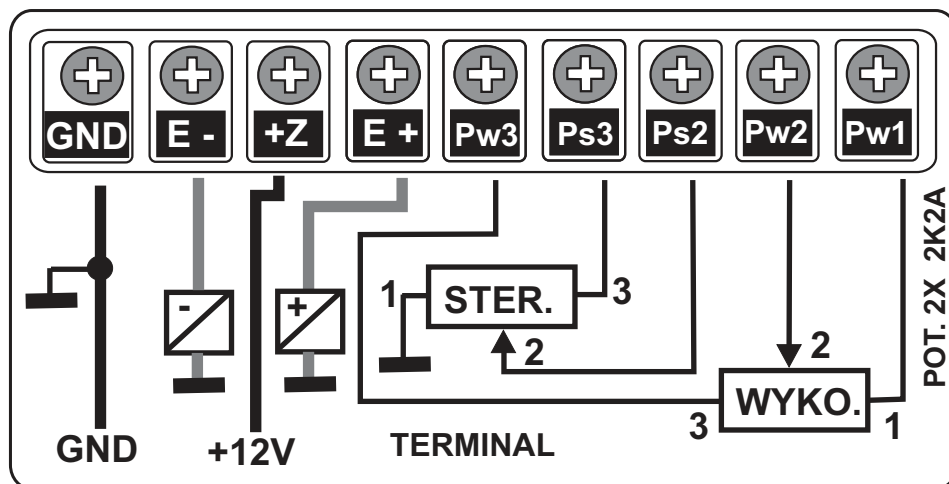 GND E - +Z E + Pw3 Ps3 Ps2 Pw2 Pw1
- +
1 STER. 3
2
2
3 WYKO. 1
GND +12V TERMINAL
POT. 2X 2K2A